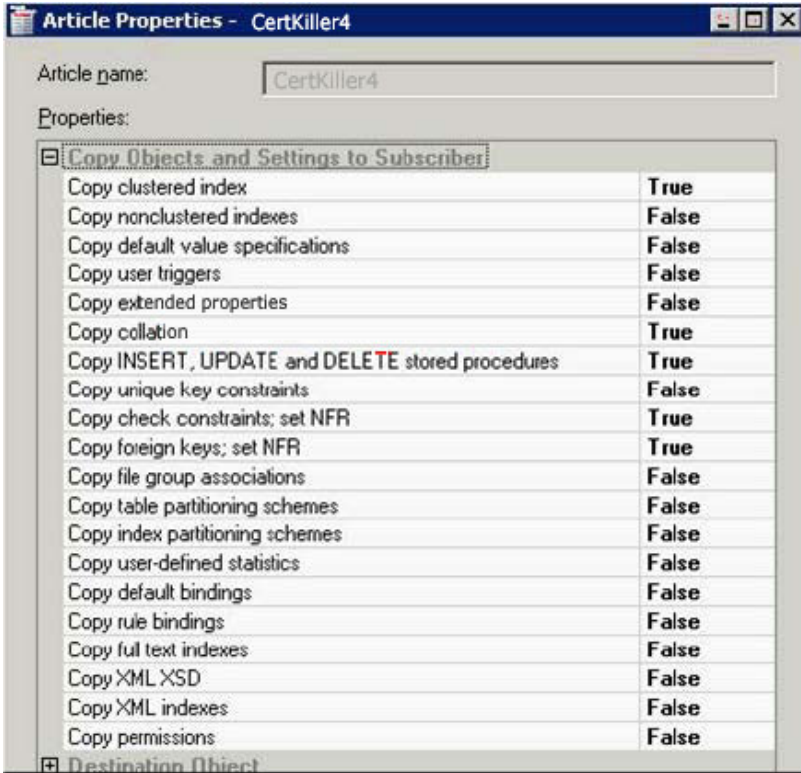 Article Properties - CertKiller4
Article name: CertKiller4
Properties:
Copy Objects and Settings to Subscriber
Copy clustered index True
Copy nonclustered indexes False
Copy default value specifications False
Copy user triggers False
Copy extended properties False
Copy collation True
Copy INSERT, UPDATE and DELETE stored procedures True
Copy unique key constraints False
Copy check constraints; set NFR True
Copy foreign keys; set NFR True
Copy file group associations False
Copy table partitioning schemes False
Copy index partitioning schemes False
Copy user-defined statistics False
Copy default bindings False
Copy rule bindings False
Copy full text indexes False
Copy XML XSD False
Copy XML indexes False
Copy permissions False
Destination Object